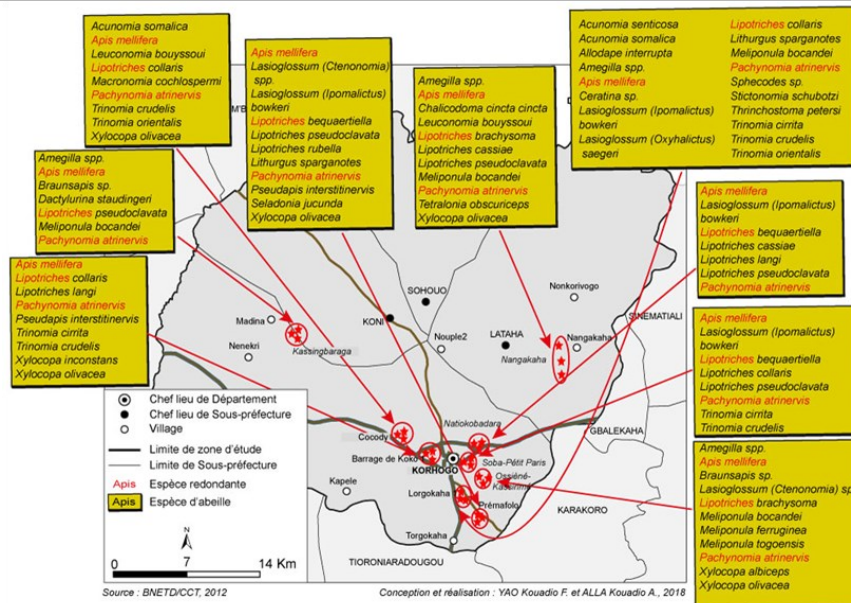 Acunomia somalica
Apis mellifera
Leuconomia bouyssoui
Lipotriches collaris
Macronomia cochlospermi
Pachynomia atrinervis
Trinomia crudelis
Trinomia orientalis
Xylocopa olivacea
Apis mellifera
Lasioglossum (Ctenonomia)
spp.
Lasioglossum (Ipomalictus)
bowkeri
Lipotriches bequaertiella
Lipotriches pseudoclavata
Lipotriches rubella
Lithurgus sparganotes
Pachynomia atrinervis
Pseudapis interstitinervis
Seladonia jucunda
Xylocopa olivacea
Amegilla spp.
Apis mellifera
Chalicodoma cincta cincta
Leuconomia bouyssoui
Lipotriches brachysoma
Lipotriches cassiae
Lipotriches pseudoclavata
Meliponula bocandei
Pachynomia atrinervis
Tetralonia obscuriceps
Xylocopa olivacea
Acunomia senticosa
Acunomia somalica
Allodape interrupta
Amegilla spp.
Apis mellifera
Ceratina sp.
Lasioglossum (Ipomalictus)
bowkeri
Lasioglossum (Oxyhalictus)
saegeri
Lipotriches collaris
Lithurgus sparganotes
Meliponula bocandei
Pachynomia atrinervis
Sphecodes sp.
Stictonomia schubotzi
Thrinchostoma petersi
Trinomia cirrita
Trinomia crudelis
Trinomia orientalis
Amegilla spp.
Apis mellifera
Braunsapis sp.
Dactylurina staudingeri
Lipotriches pseudoclavata
Meliponula bocandei
Pachynomia atrinervis
Apis mellifera
Lasioglossum (Ipomalictus)
bowkeri
Lipotriches bequaertiella
Lipotriches cassiae
Lipotriches langi
Lipotriches pseudoclavata
Pachynomia atrinervis
Apis mellifera
Lipotriches collaris
Lipotriches langi
Pachynomia atrinervis
Pseudapis interstitinervis
Trinomia cirrita
Trinomia crudelis
Xylocopa inconstans
Xylocopa olivacea
Apis mellifera
Lasioglossum (Ipomalictus)
bowkeri
Lipotriches bequaertiella
Lipotriches collaris
Lipotriches pseudoclavata
Pachynomia atrinervis
Trinomia cirrita
Trinomia crudelis
Amegilla spp.
Apis mellifera
Braunsapis sp.
Lasioglossum (Ctenonomia) sp
Lipotriches brachysoma
Meliponula bocandei
Meliponula ferruginea
Meliponula togoensis
Pachynomia atrinervis
Xylocopa albiceps
Xylocopa olivacea
M'B
SOHOUO
Nonkorivogo
SINEMATIALI
Madina
KONI
Nenekri
Kassingbaraga
Nouple2
LATAHA
Nangakaha
Nangakaha
GBALEKAHA
Natiokobadara
Cocody
Barrage de Koko
KORHOGO
Soba-Pétit Paris
Ossiéné-
Kapele
Lorgokaha
Prémafolo
KARAKORO
Torgokaha
TIORONIARADOUGOU
Chef lieu de Département
Chef lieu de Sous-préfecture
Village
Limite de zone d'étude
Limite de Sous-préfecture
Apis Espèce redondante
Apis Espèce d'abeille
N
0 7 14 Km
Source : BNETD/CCT, 2012
Conception et réalisation : YAO Kouadio F. et ALLA Kouadio A., 2018